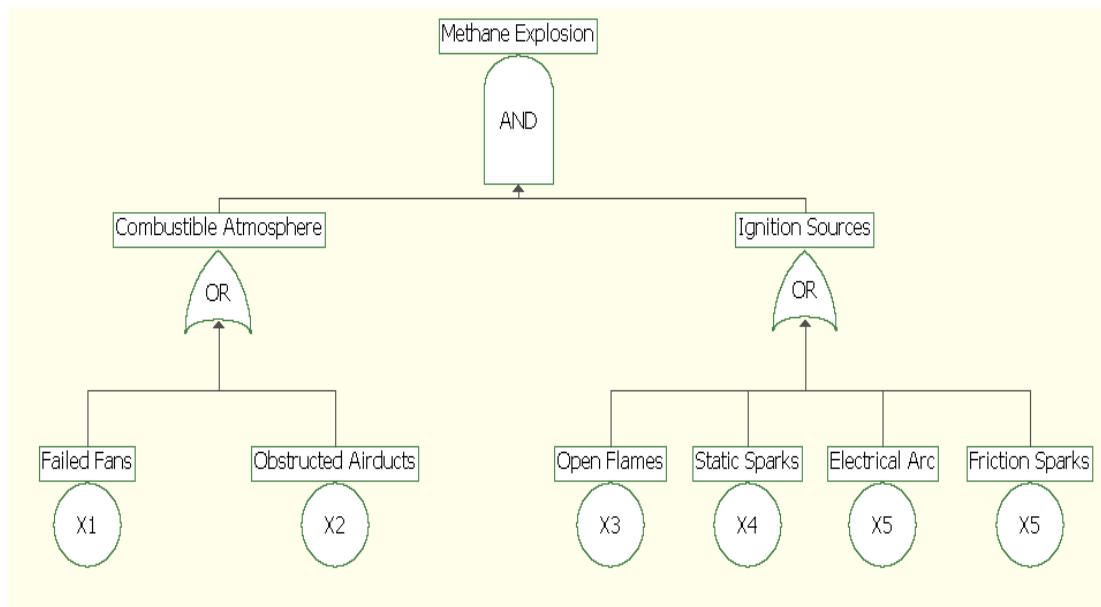 Methane Explosion
AND
Combustible Atmosphere
Ignition Sources
OR
OR
Failed Fans
Obstructed Airducts
Open Flames
Static Sparks
Electrical Arc
Friction Sparks
X1
X2
X3
X4
X5
X5